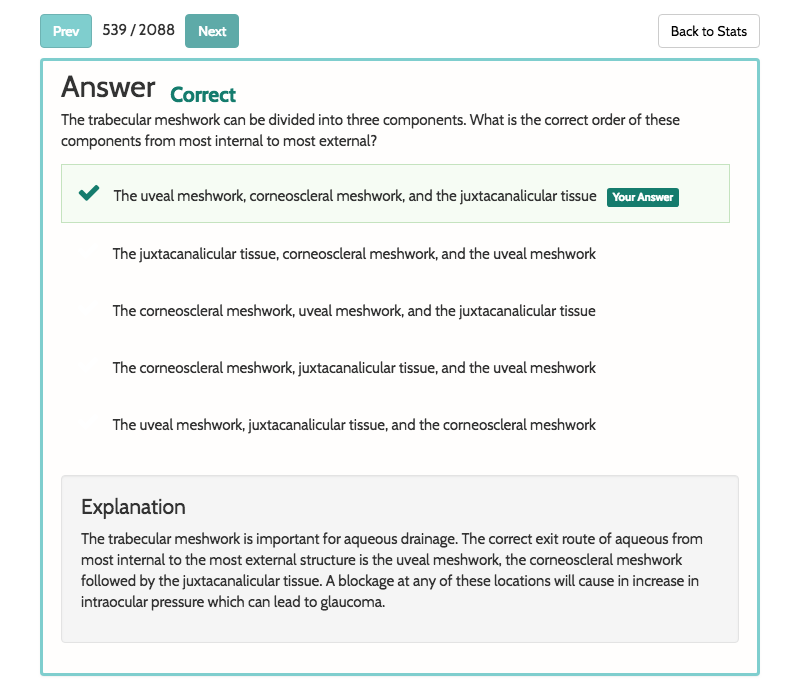 Prev 539 / 2088 Next Back to Stats
Answer Correct
The trabecular meshwork can be divided into three components. What is the correct order of these
components from most internal to most external?
The uveal meshwork, corneoscleral meshwork, and the juxtacanalicular tissue Your Answer
The juxtacanalicular tissue, corneoscleral meshwork, and the uveal meshwork
The corneoscleral meshwork, uveal meshwork, and the juxtacanalicular tissue
The corneoscleral meshwork, juxtacanalicular tissue, and the uveal meshwork
The uveal meshwork, juxtacanalicular tissue, and the corneoscleral meshwork
Explanation
The trabecular meshwork is important for aqueous drainage. The correct exit route of aqueous from
most internal to the most external structure is the uveal meshwork, the corneoscleral meshwork
followed by the juxtacanalicular tissue. A blockage at any of these locations will cause in increase in
intraocular pressure which can lead to glaucoma.